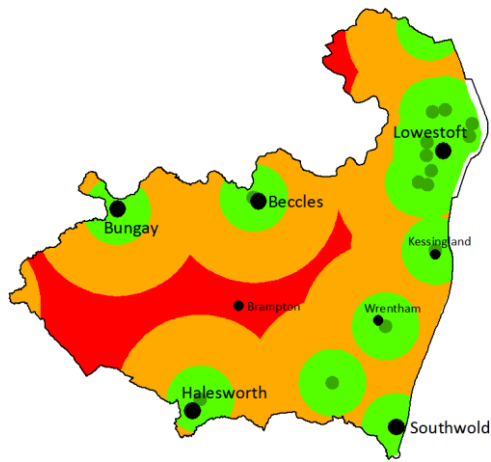 Lowestoft
Beccles
Bungay
Kessingland
Brampton
Wrentham
Halesworth
Southwold